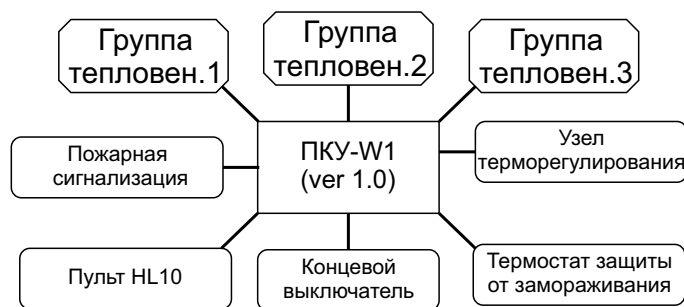 Группа
тепловен.1
Группа
тепловен.2
Группа
тепловен.3
Пожарная
сигнализация
ПКУ-W1
(ver 1.0)
Узел
терморегулирования
Пульт HL10
Концевой
выключатель
Термостат защиты
от замораживания